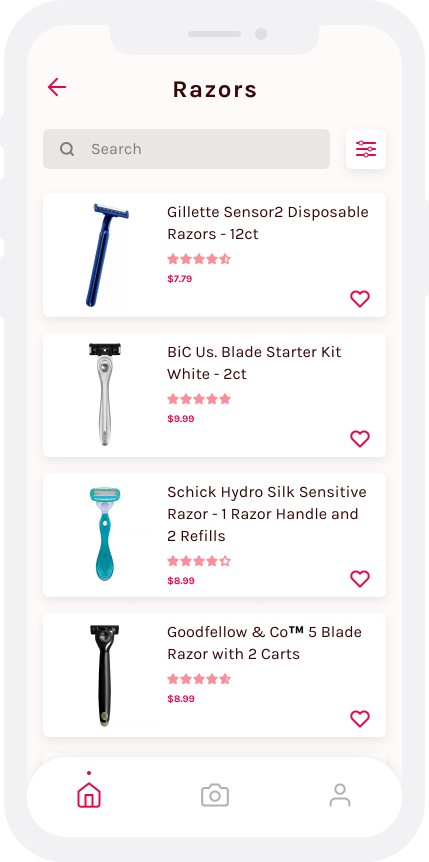 Razors
Search
Gillette Sensor2 Disposable
Razors - 12ct
$7.79
BiC Us. Blade Starter Kit
White - 2ct
$9.99
Schick Hydro Silk Sensitive
Razor - 1 Razor Handle and
2 Refills
$8.99
Goodfellow & Co™ 5 Blade
Razor with 2 Carts
$8.99